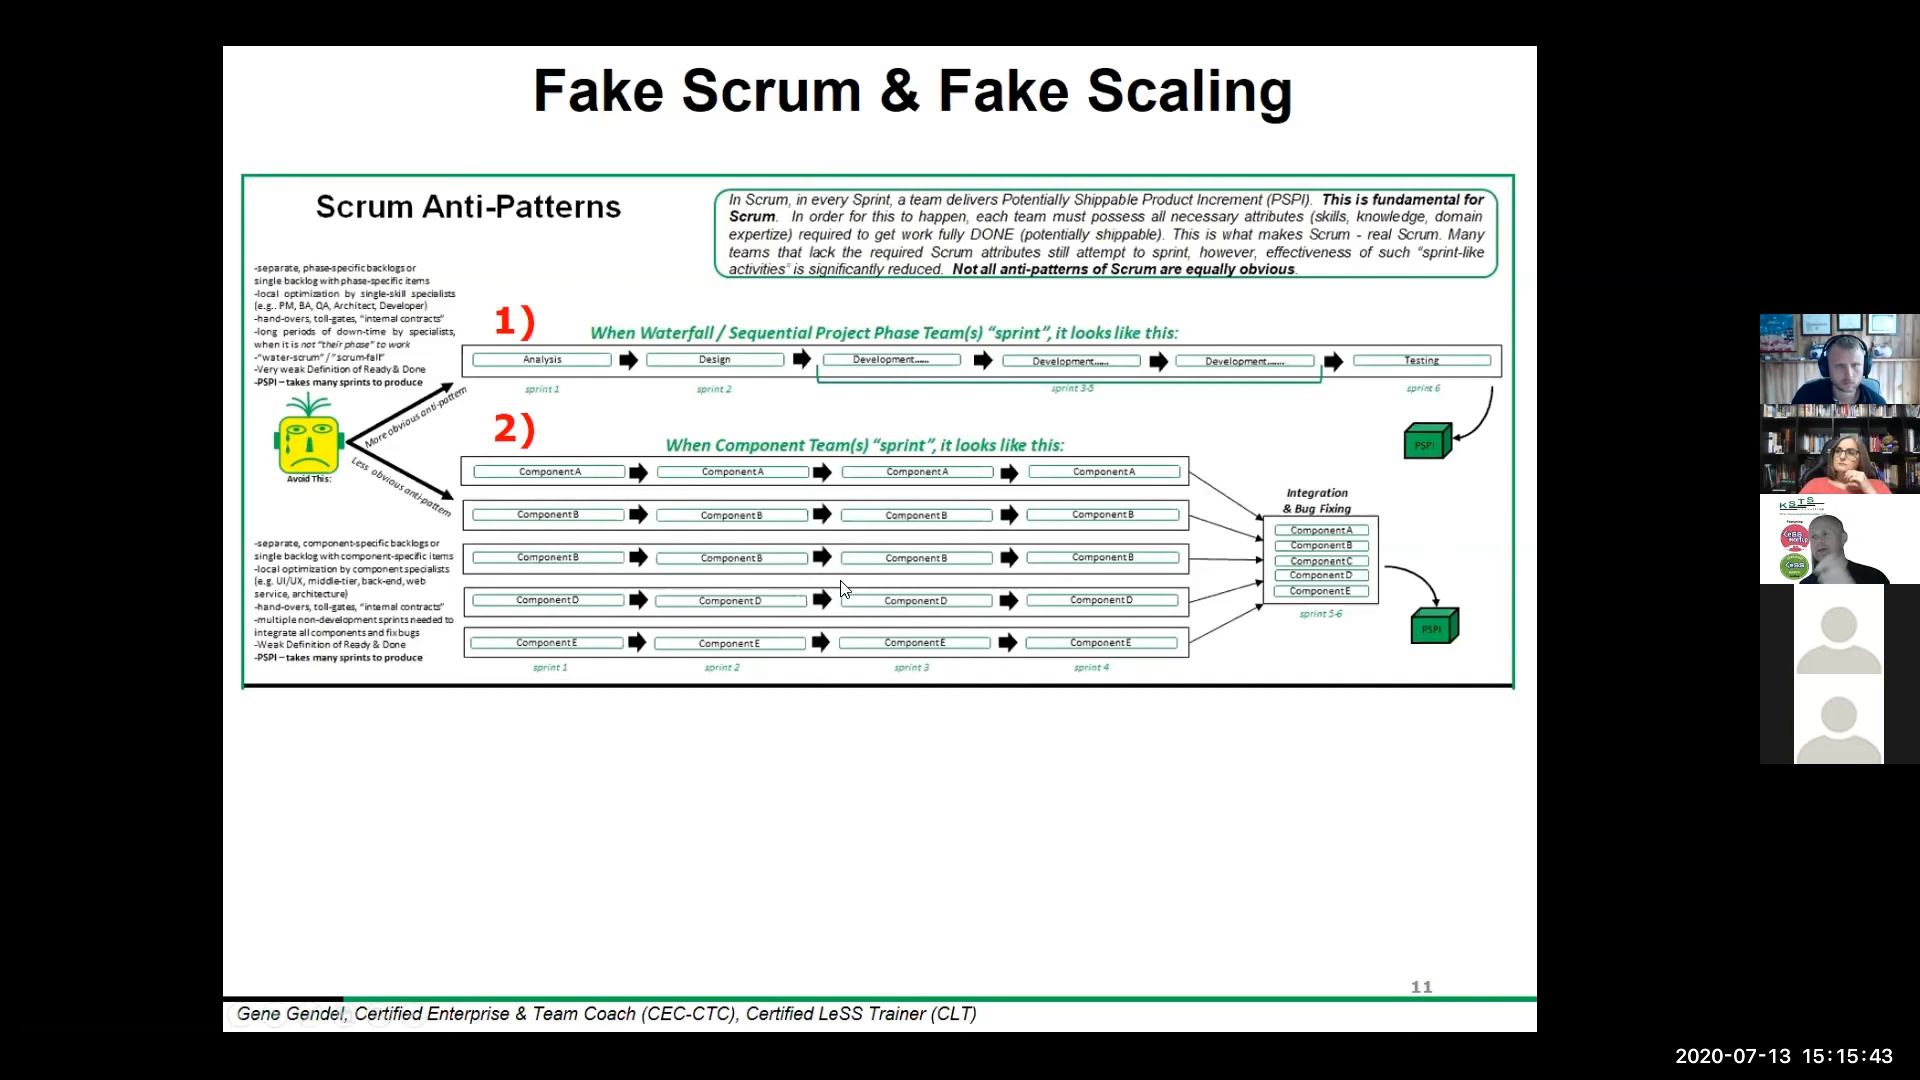 Fake Scrum & Fake Scaling
Scrum Anti-Patterns
In Scrum, in every Sprint, a team delivers Potentially Shippable Product Increment (PSPI). This is fundamental for
Scrum. In order for this to happen, each team must possess all necessary attributes (skills, knowledge, domain
expertize) required to get work fully DONE (potentially shippable). This is what makes Scrum - real Scrum. Many
teams that lack the required Scrum attributes still attempt to sprint, however, effectiveness of such “sprint-like
activities” is significantly reduced. Not all anti-patterns of Scrum are equally obvious.
-separate, phase-specific backlogs or
single backlog with phase-specific items
-local optimization by single-skill specialists
(e.g.. PM, BA, QA, Architect, Developer)
-hand-overs, toll-gates, “internal contracts”
-long periods of down-time by specialists,
when it is not “their phase” to work
-“water-scrum” / “scrum-fall”
-Very weak Definition of Ready & Done
-PSPI – takes many sprints to produce
More obvious anti-pattern
Less obvious anti-pattern
Avoid This:
1)
When Waterfall / Sequential Project Phase Team(s) “sprint”, it looks like this:
Analysis Design Development...... Development...... Development....... Testing
sprint 1 sprint 2 sprint 3-5 sprint 6
PSPI
2)
When Component Team(s) “sprint”, it looks like this:
Component A Component A Component A Component A
Component B Component B Component B Component B
Component B Component B Component B Component B
Component D Component D Component D Component D
Component E Component E Component E Component E
sprint 1 sprint 2 sprint 3 sprint 4
Integration
& Bug Fixing
Component A
Component B
Component C
Component D
Component E
sprint 5-6
PSPI
-separate, component-specific backlogs or
single backlog with component-specific items
-local optimization by component specialists
(e.g. UI/UX, middle-tier, back-end, web
service, architecture)
-hand-overs, toll-gates, “internal contracts”
-multiple non-development sprints needed to
integrate all components and fix bugs
-Weak Definition of Ready & Done
-PSPI – takes many sprints to produce
11
Gene Gendel, Certified Enterprise & Team Coach (CEC-CTC), Certified LeSS Trainer (CLT)
KSTS
LeSS
2020-07-13 15:15:43